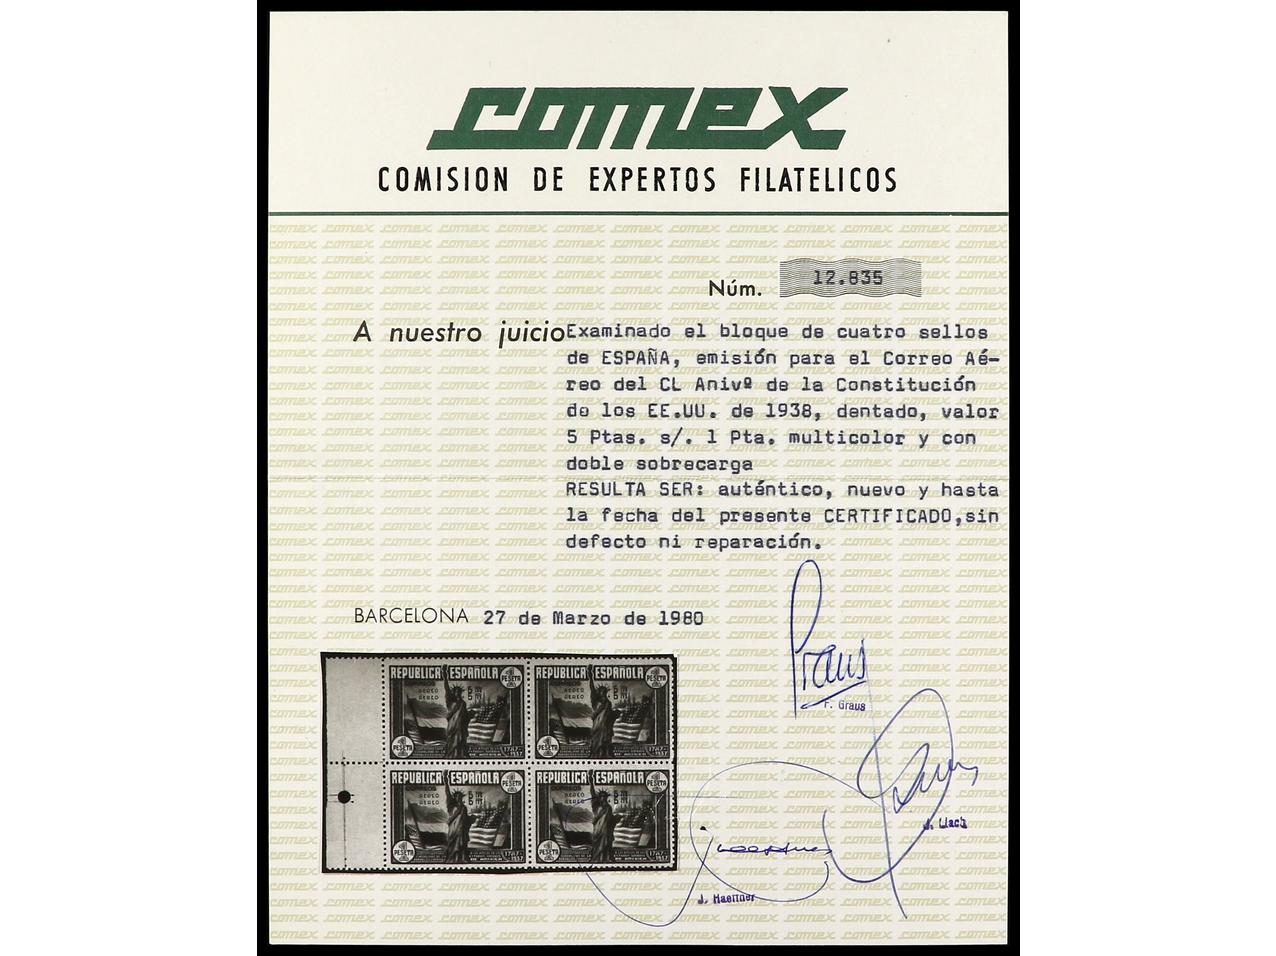 comex
COMISION DE EXPERTOS FILATELICOS
Núm. 12.835
A nuestro juicio Examinado el bloque de cuatro sellos
de ESPAÑA, emisión para el Correo Aé-
reo del CL Anivº de la Constitución
de los EE.UU. de 1938, dentado, valor
5 Ptas. s/. 1 Pta. multicolor y con
doble sobrecarga
RESULTA SER: auténtico, nuevo y hasta
la fecha del presente CERTIFICADO,sin
defecto ni reparación.
BARCELONA 27 de Marzo de 1980
Graus
F. Graus
J. Llach
J. Haettner
REPUBLICA ESPAÑOLA REPUBLICA ESPAÑOLA
REPUBLICA ESPAÑOLA REPUBLICA ESPAÑOLA